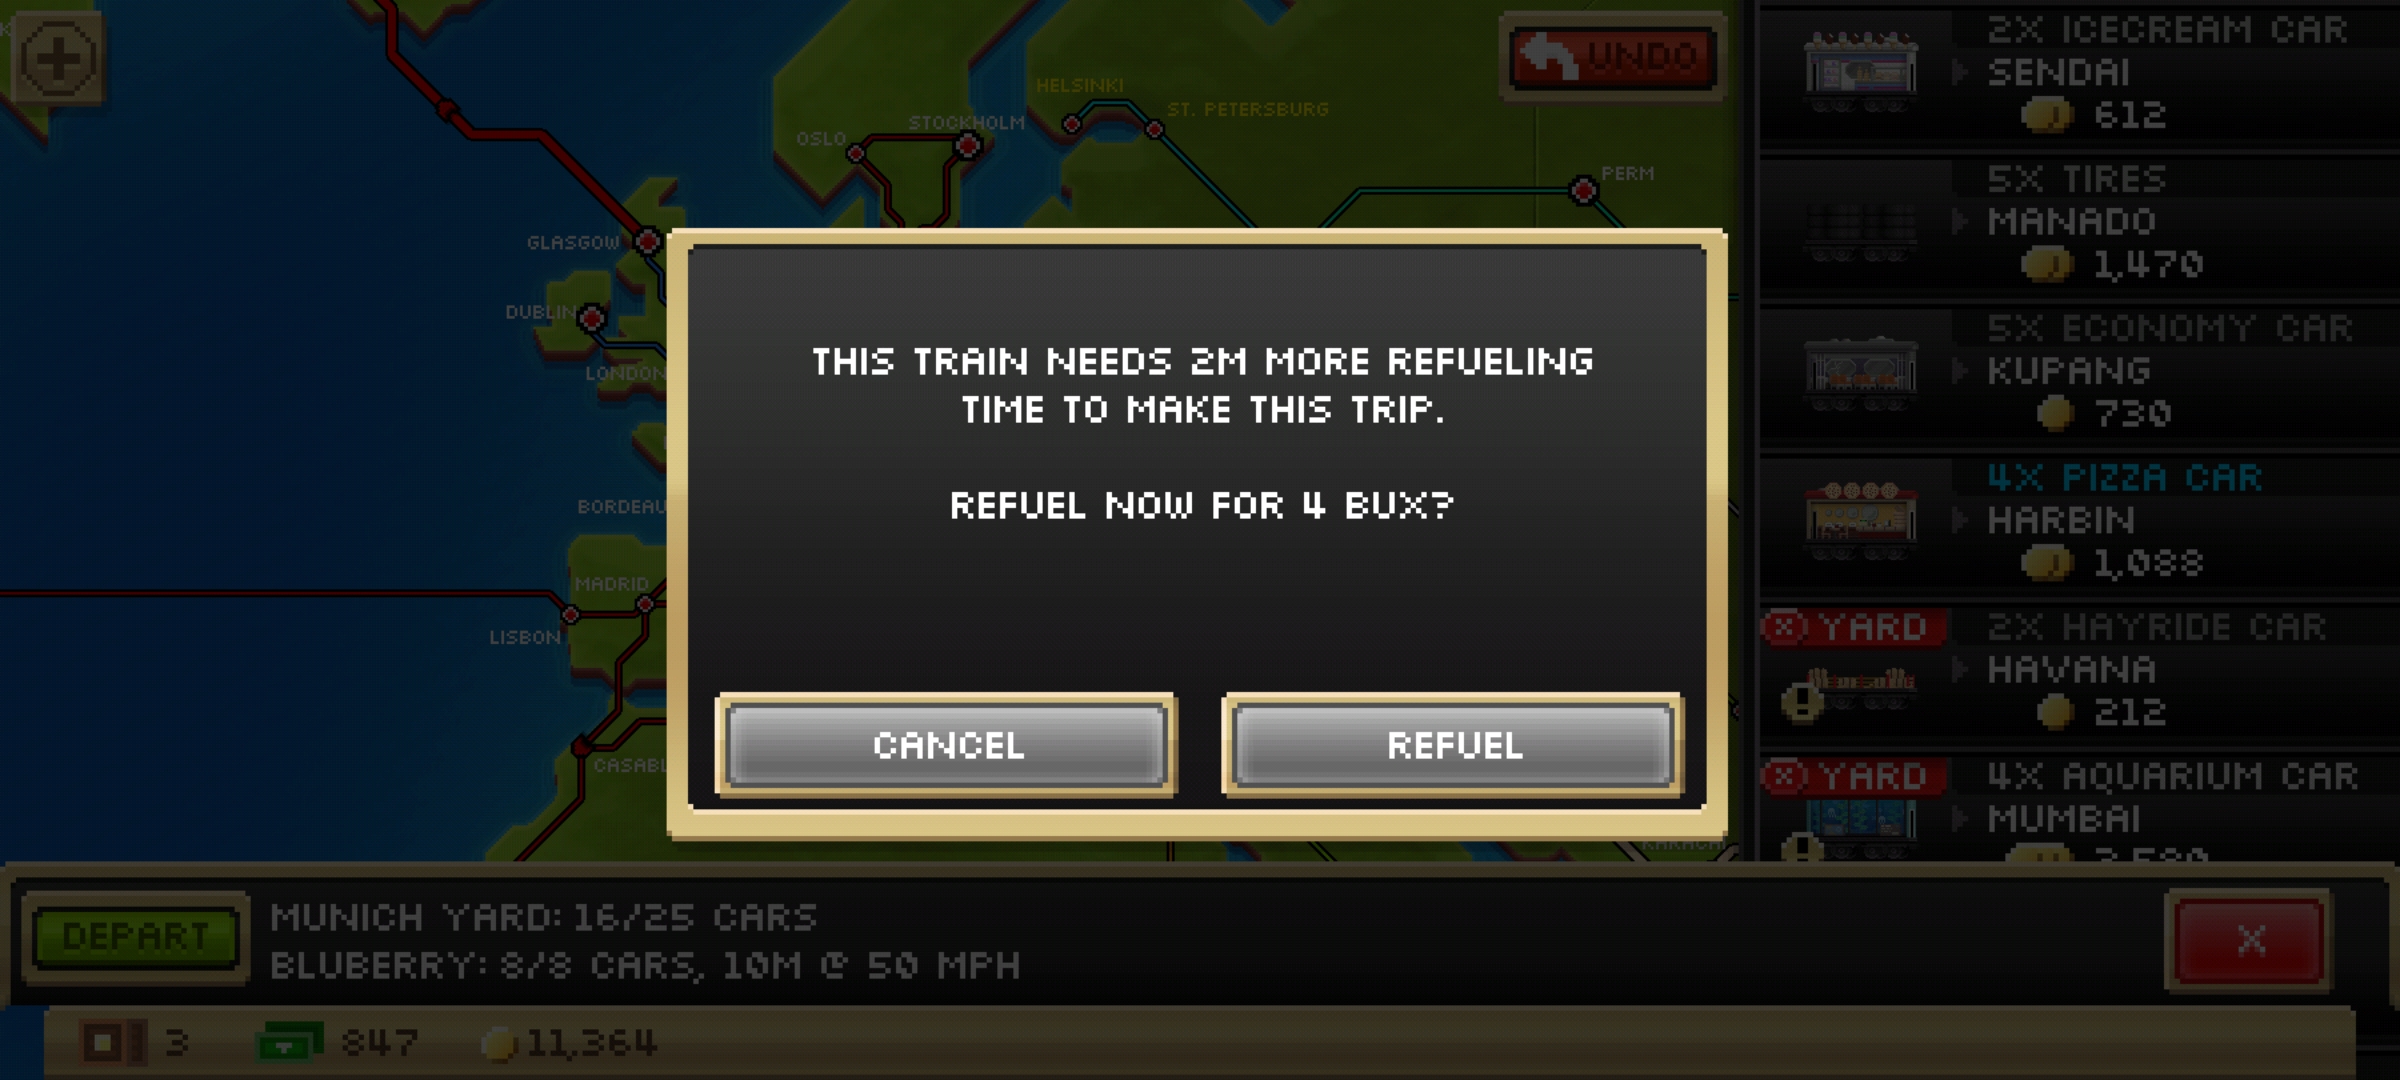 UNDO
HELSINKI
ST. PETERSBURG
STOCKHOLM
OSLO
PERM
GLASGOW
DUBLIN
LONDON
BORDEAU
MADRID
LISBON
CASABL
KARACHI
THIS TRAIN NEEDS 2M MORE REFUELING
TIME TO MAKE THIS TRIP.
REFUEL NOW FOR 4 BUX?
CANCEL
REFUEL
2X ICECREAM CAR
SENDAI
612
5X TIRES
MANADO
1,470
5X ECONOMY CAR
KUPANG
730
4X PIZZA CAR
HARBIN
1,088
YARD
2X HAYRIDE CAR
HAVANA
212
YARD
4X AQUARIUM CAR
MUMBAI
DEPART
MUNICH YARD: 16/25 CARS
BLUBERRY: 8/8 CARS, 10M @ 50 MPH
X
3
847
11,364